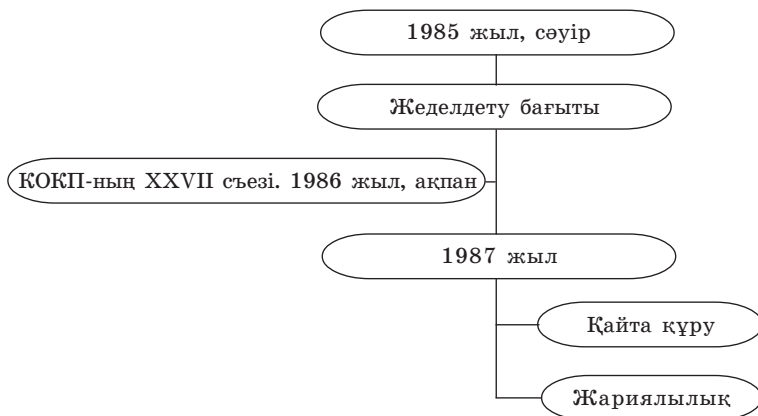 1985 жыл, сәуір
Жеделдету бағыты
КОКП-ның XXVII съезі. 1986 жыл, ақпан
1987 жыл
Қайта құру
Жариялылық